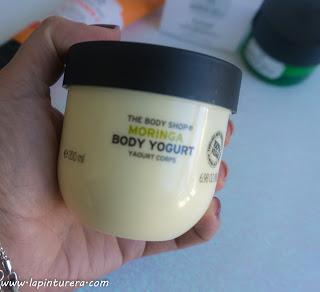 THE BODY SHOP®
MORINGA
BODY YOGURT
YAOURT CORPS
e 200 ml
www.lapinturera.com